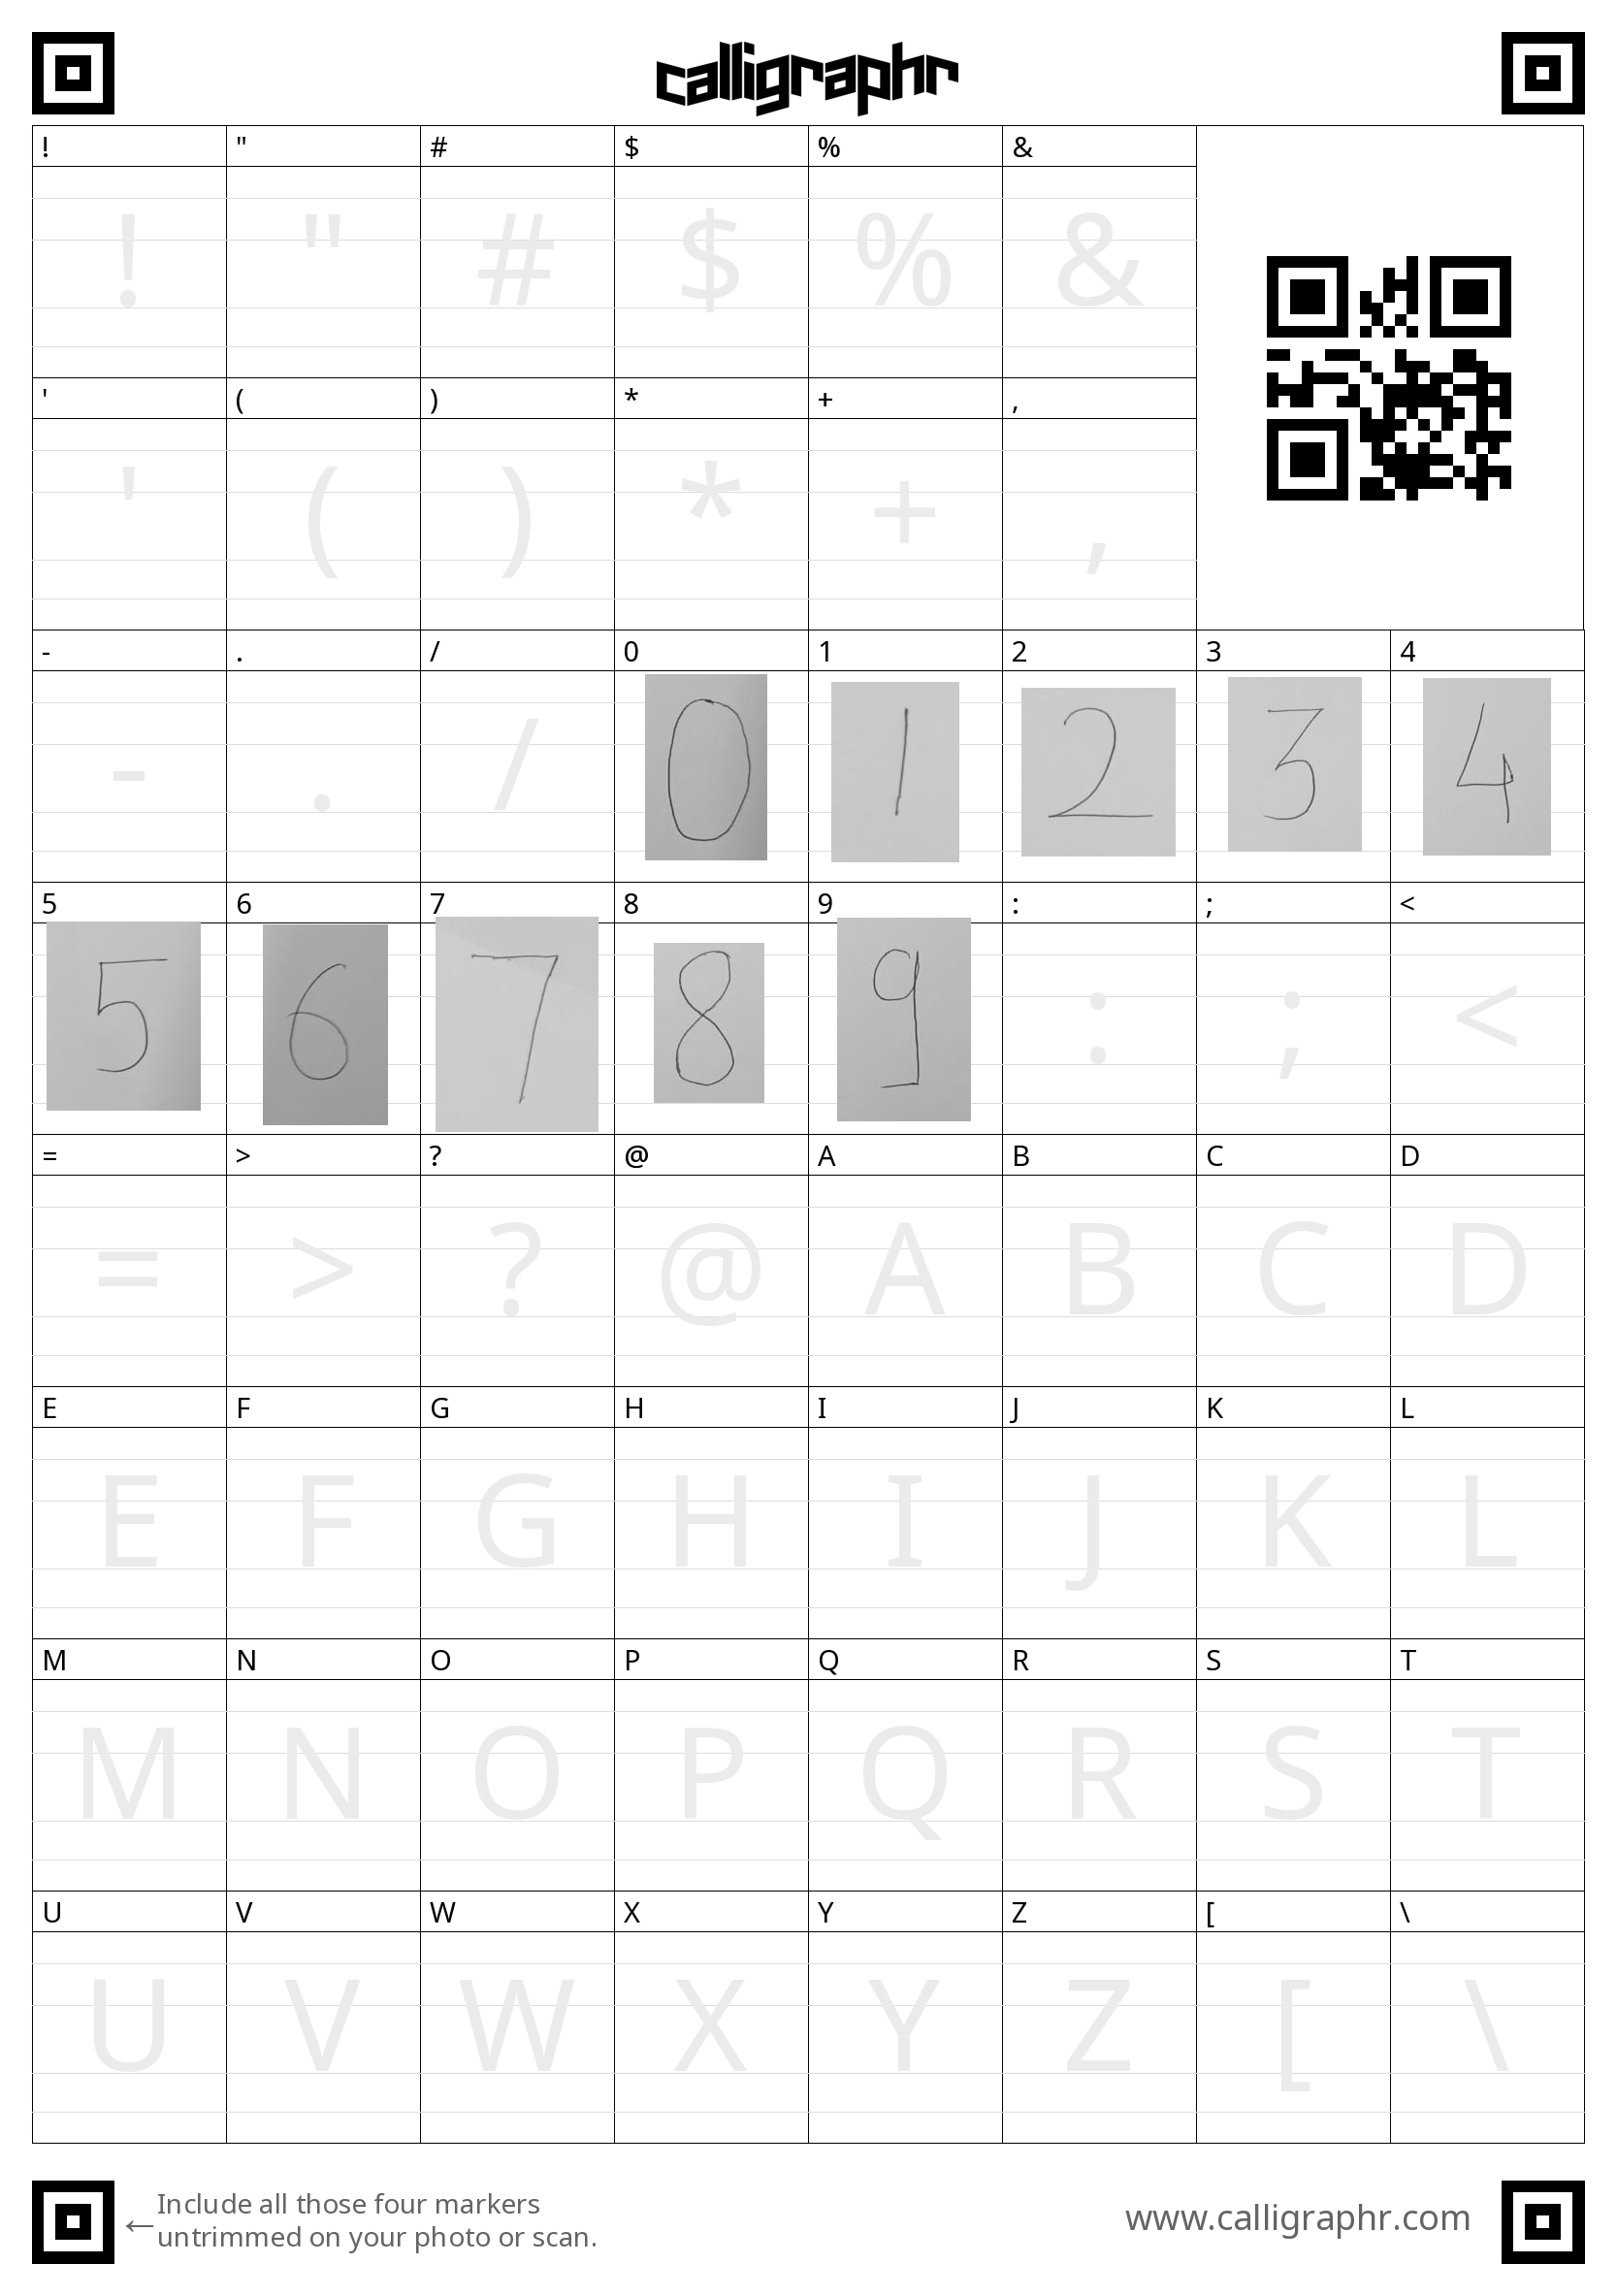 calligraphr
! " # $ % &
! " # $ % &
' ( ) * + ,
' ( ) * + ,
- . / 0 1 2 3 4
- . / 0 1 2 3 4
5 6 7 8 9 : ; <
5 6 7 8 9 : ; <
= > ? @ A B C D
= > ? @ A B C D
E F G H I J K L
E F G H I J K L
M N O P Q R S T
M N O P Q R S T
U V W X Y Z [ \
U V W X Y Z [ \
←Include all those four markers
untrimmed on your photo or scan.
www.calligraphr.com